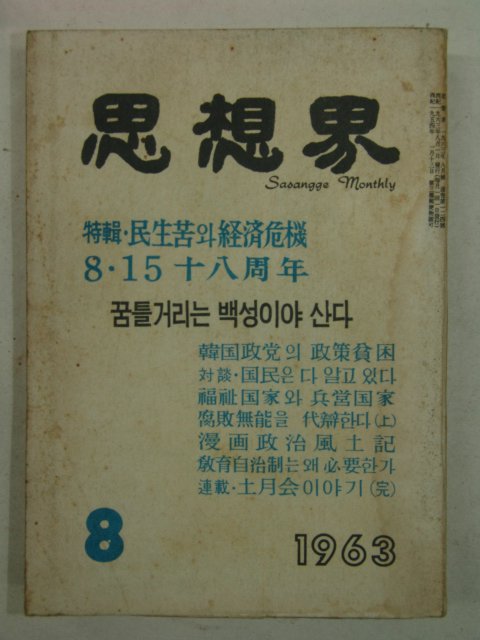 思想界
Sasangge Monthly
特輯·民生苦와 経済危機
8·15 十八周年
꿈틀거리는 백성이야 산다
韓国政党의 政策貧困
対談·国民은 다 알고 있다
福祉国家와 兵営国家
腐敗無能을 代辯한다(上)
漫画政治風土記
敎育自治制는 왜 必要한가
連載·土月会이야기(完)
8
1963